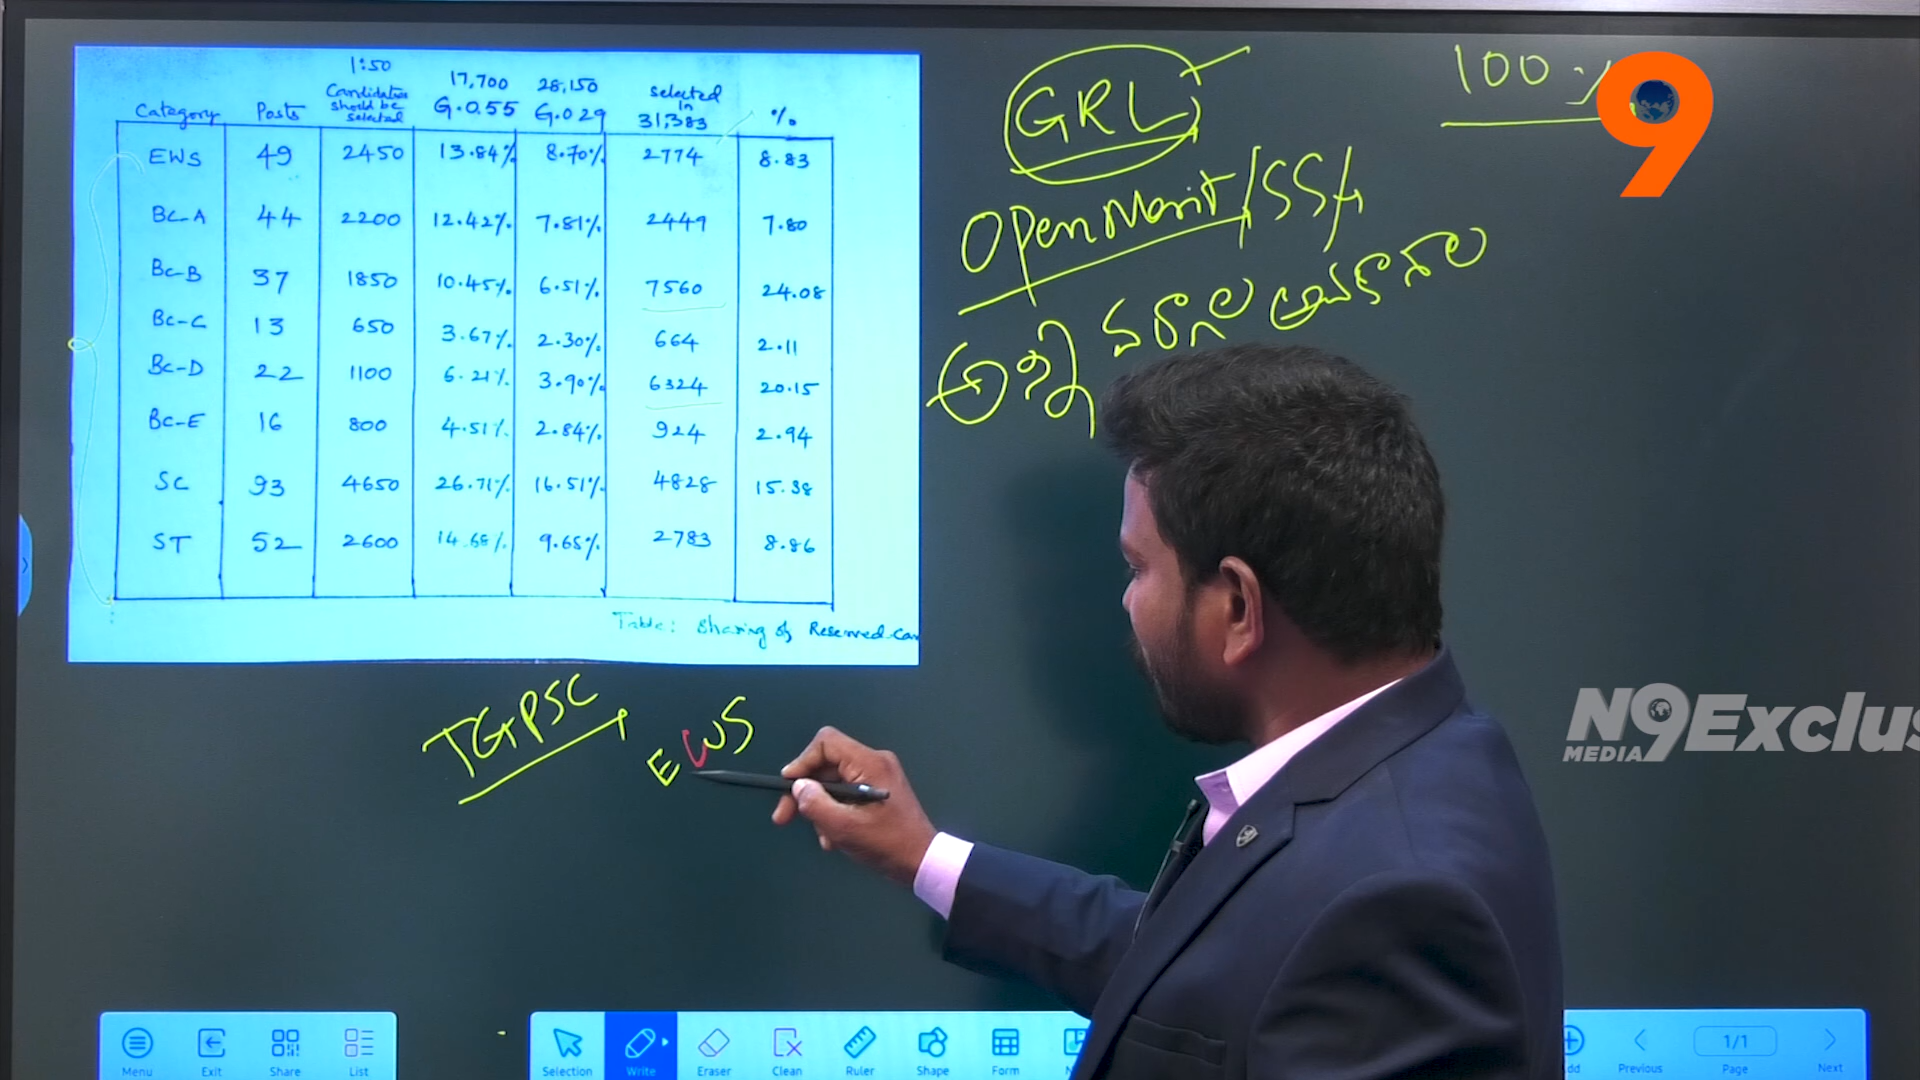 1:50
Candidates should be selected
17,700
28,150
selected in 31,383
Category Posts G.O.55 G.O 29 %
EWS 49 2450 13.84% 8.70% 2774 8.83
BC-A 44 2200 12.42% 7.81% 2449 7.80
BC-B 37 1850 10.45% 6.51% 7560 24.08
BC-C 13 650 3.67% 2.30% 664 2.11
BC-D 22 1100 6.21% 3.90% 6324 20.15
BC-E 16 800 4.51% 2.84% 924 2.94
SC 93 4650 26.71% 16.51% 4828 15.38
ST 52 2600 14.68% 9.65% 2783 8.86
Table: Sharing of Reserved
GRL
100 %
9
Open Merit/
అన్ని వర్గాల
TGPSC
EWS
N9Exclus
MEDIA
Menu Exit Share List
Selection Write Eraser Clean Ruler Shape Form
Previous
1/1
Page
Next